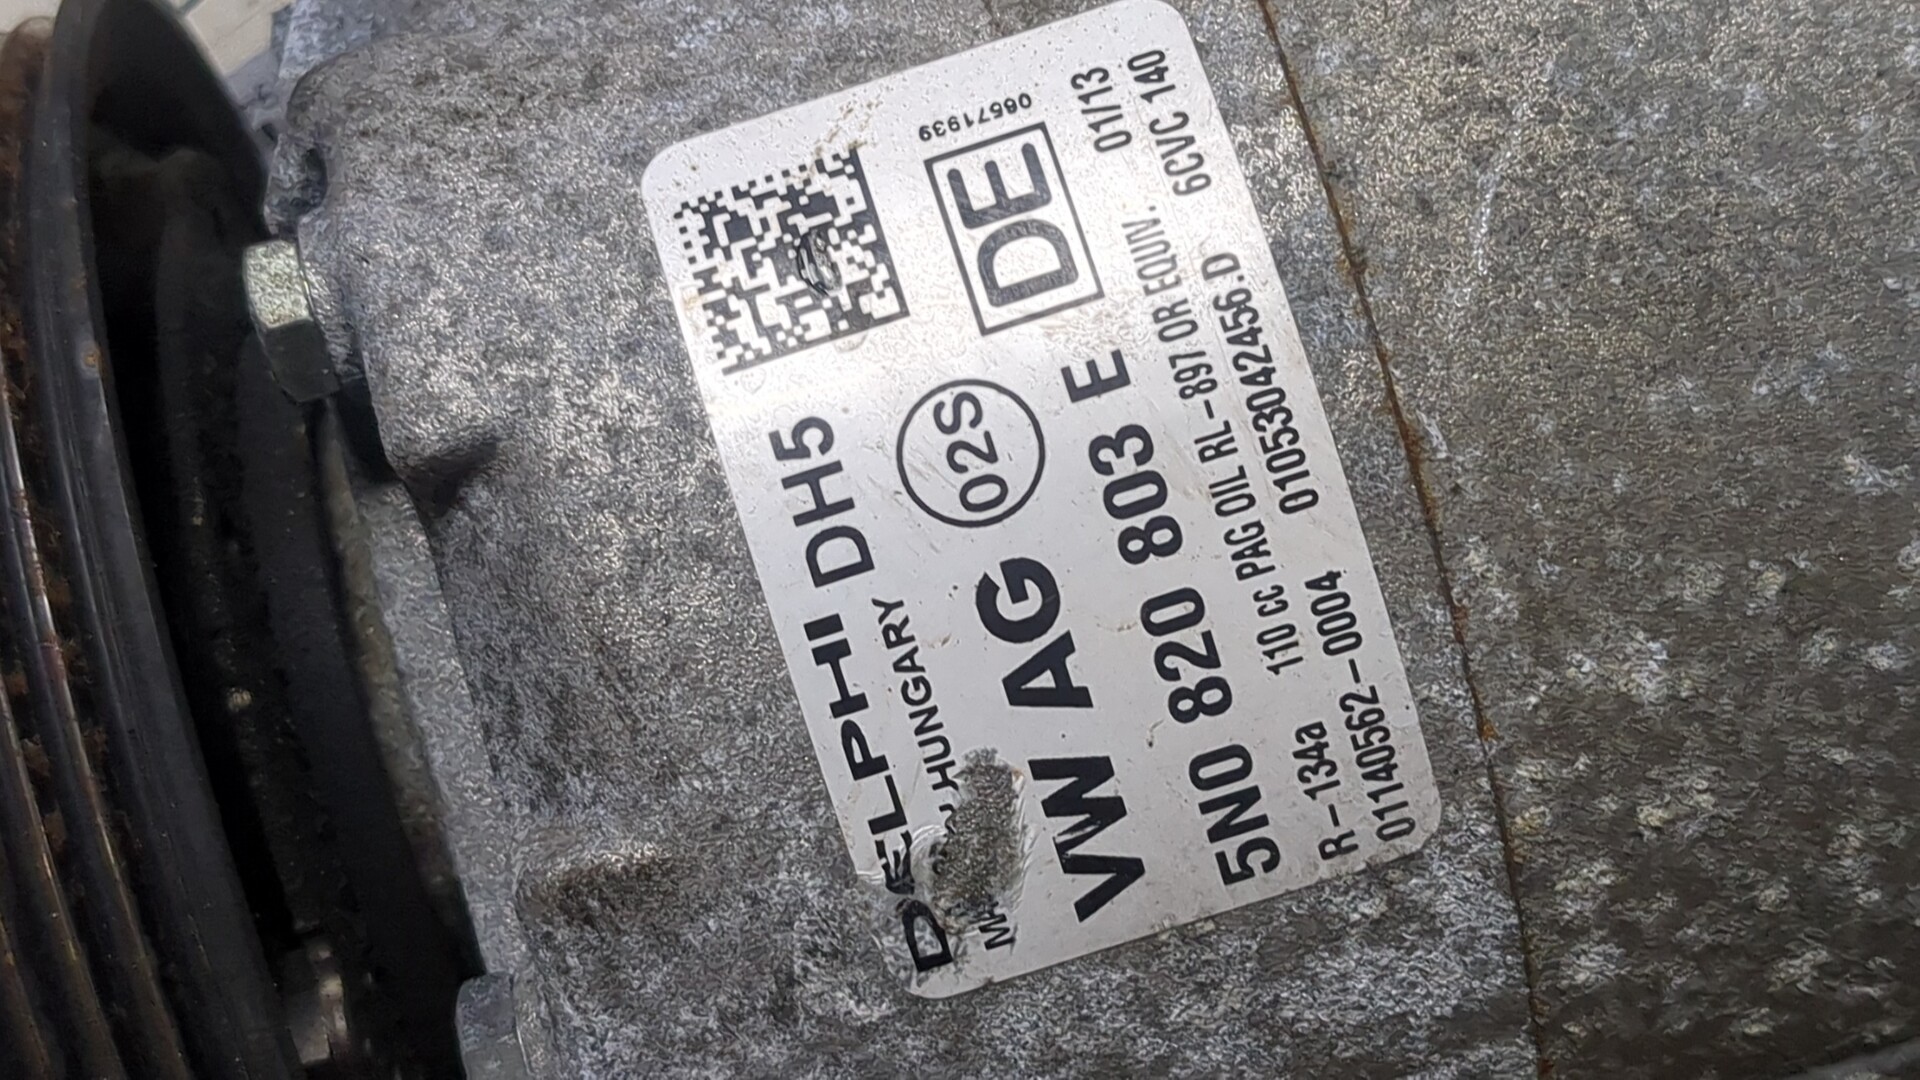 DELPHI DH5
HUNGARY
02S
DE
06571939
VW AG
5N0 820 803 E
01/13
R-134a 110 cc PAG OIL RL-897 OR EQUIV. 6CVC 140
01140562-0004 01053042456.D